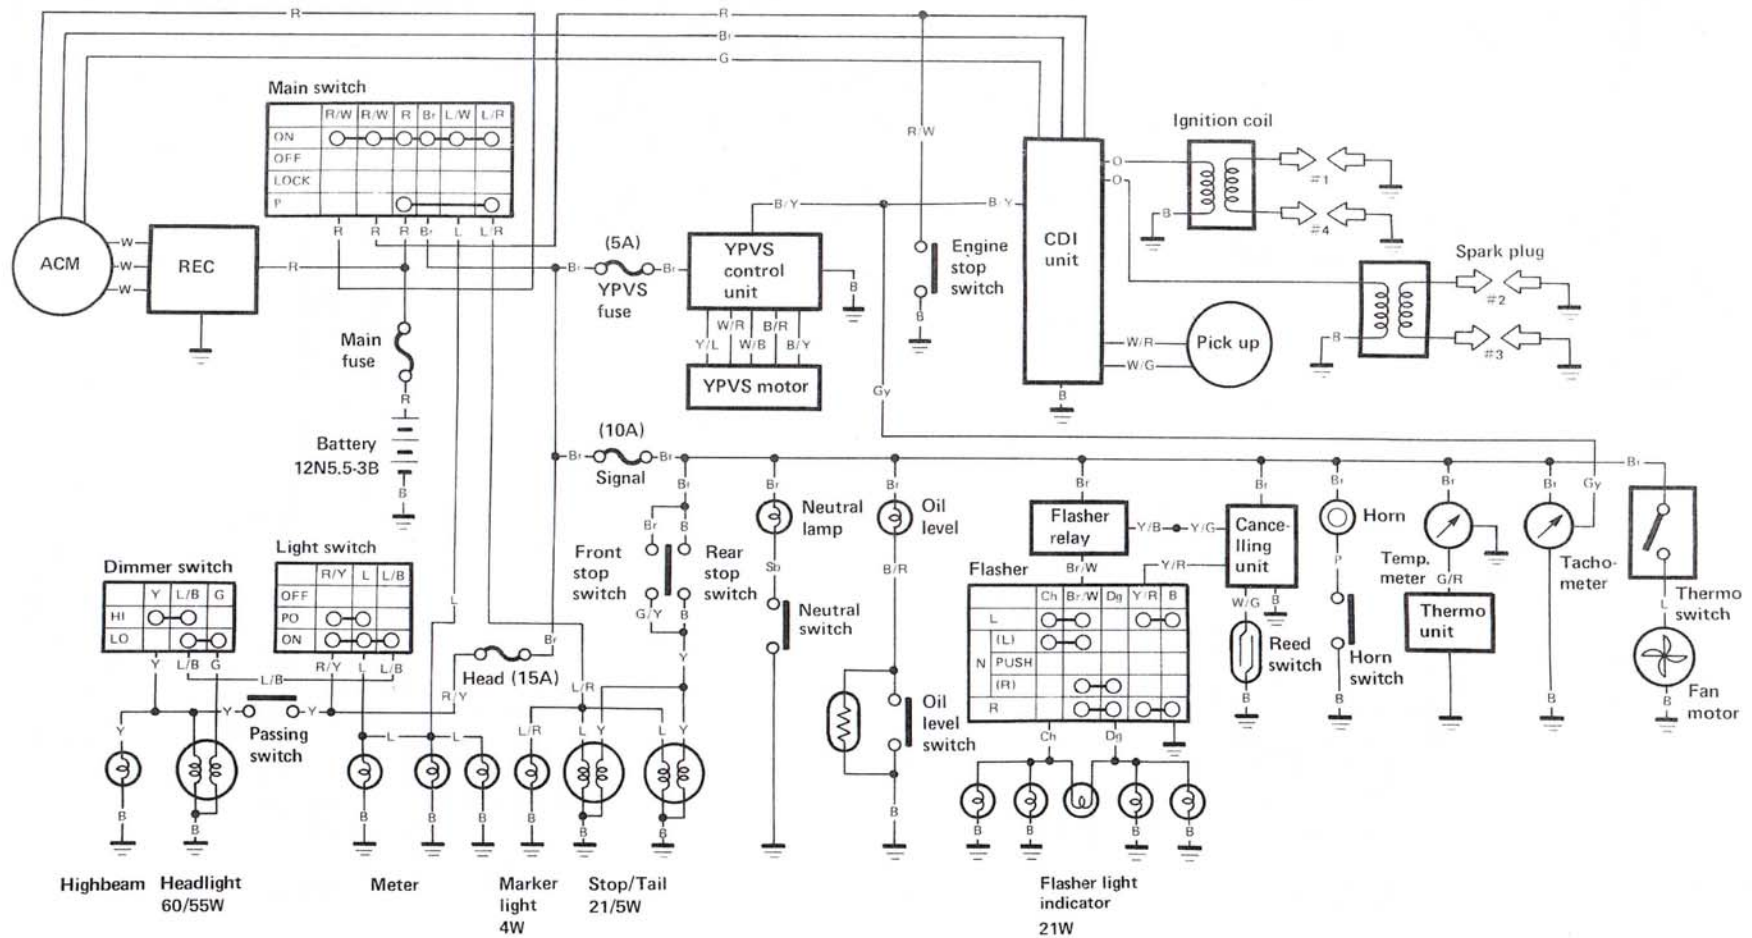 R
R
Br
G
Main switch
R/W R/W R Br L/W L/R
ON
OFF
LOCK
P
R R R Br L L/R
ACM
W
W
W
REC
R
Main
fuse
R
Battery
12N5.5-3B
B
Br
(5A)
YPVS
fuse
Br
YPVS
control
unit
B
B/Y
B/Y
W/R B/R
Y/L W/B B/Y
YPVS motor
R/W
Engine
stop
switch
B
CDI
unit
B
O
O
Ignition coil
B
#1
#4
Spark plug
B
#2
#3
W/R
W/G
Pick up
Gy
Br
(10A)
Signal
Br
Br
Br
B
Front
stop
switch
Rear
stop
switch
G/Y
B
Y
Br
Neutral
lamp
Sb
Neutral
switch
B
Br
Oil
level
B/R
Oil
level
switch
B
Br
Flasher
relay
Br/W
Y/B
Y/G
Y/R
Br
Cance-
lling
unit
W/G
B
Reed
switch
B
Flasher
Ch Br/W Dg Y/R B
L
(L)
N PUSH
(R)
R
Ch
Dg
B B B B
Br
Horn
P
Horn
switch
B
Br
Temp.
meter
G/R
Thermo
unit
B
Br
Gy
Tacho-
meter
B
Br
Thermo
switch
L
Fan
motor
B
Dimmer switch
Y L/B G
HI
LO
Y L/B G
Light switch
R/Y L L/B
OFF
PO
ON
R/Y L L/B
L/B
L
Br
Head (15A)
R/Y
Y
Y
Passing
switch
Y
L
L
L/R
L/R
L Y
L Y
B B B B B B B B
Highbeam
Headlight
60/55W
Meter
Marker
light
4W
Stop/Tail
21/5W
Flasher light
indicator
21W